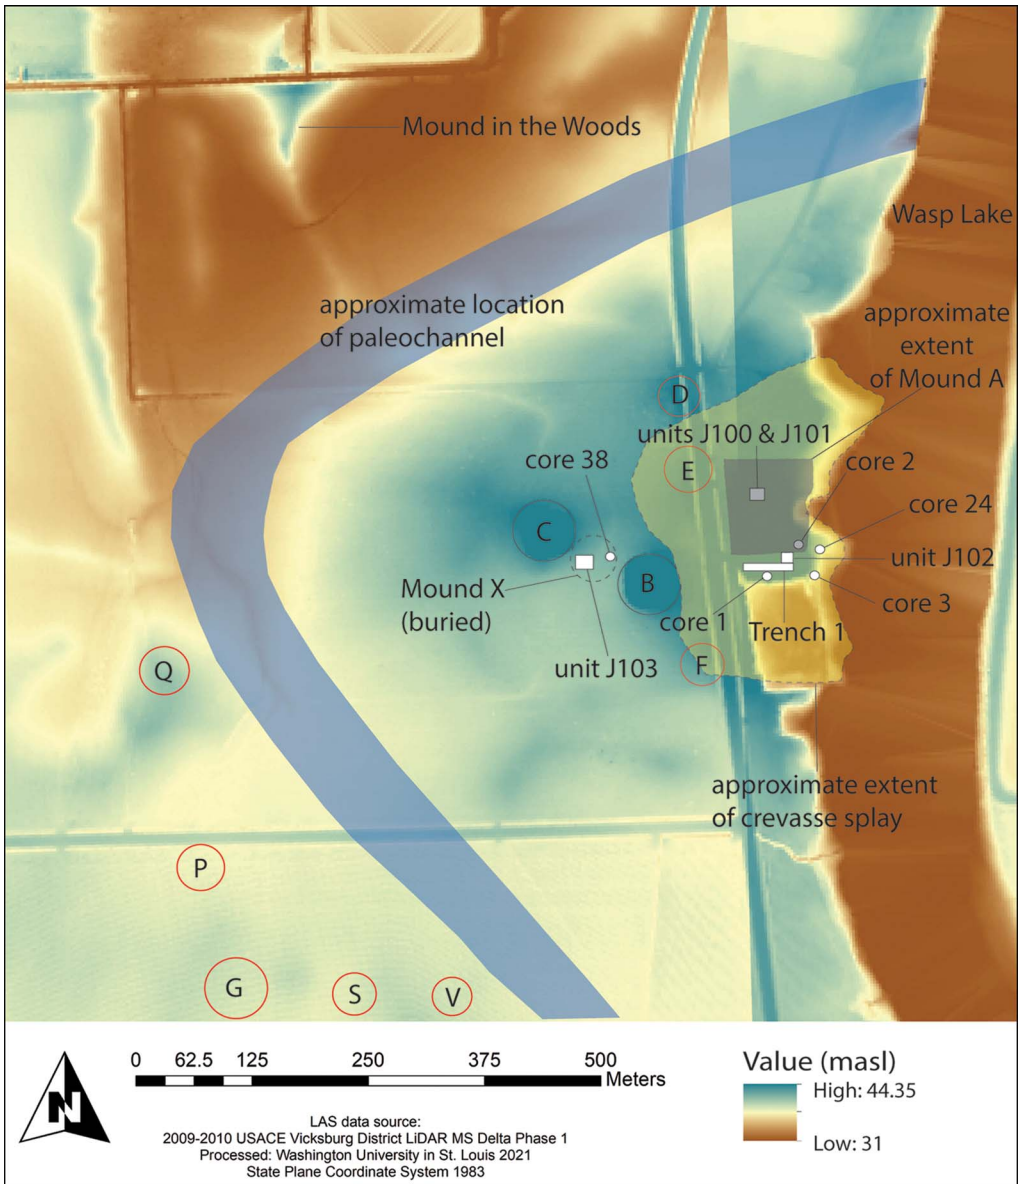 Mound in the Woods
Wasp Lake
approximate location
of paleochannel
approximate
extent
of Mound A
D
units J100 & J101
core 38
E
core 2
core 24
C
unit J102
Mound X
(buried)
B
core 3
core 1
Trench 1
unit J103
F
Q
approximate extent
of crevasse splay
P
G
S
V
N
0 62.5 125 250 375 500
Meters
LAS data source:
2009-2010 USACE Vicksburg District LiDAR MS Delta Phase 1
Processed: Washington University in St. Louis 2021
State Plane Coordinate System 1983
Value (masl)
High: 44.35
Low: 31